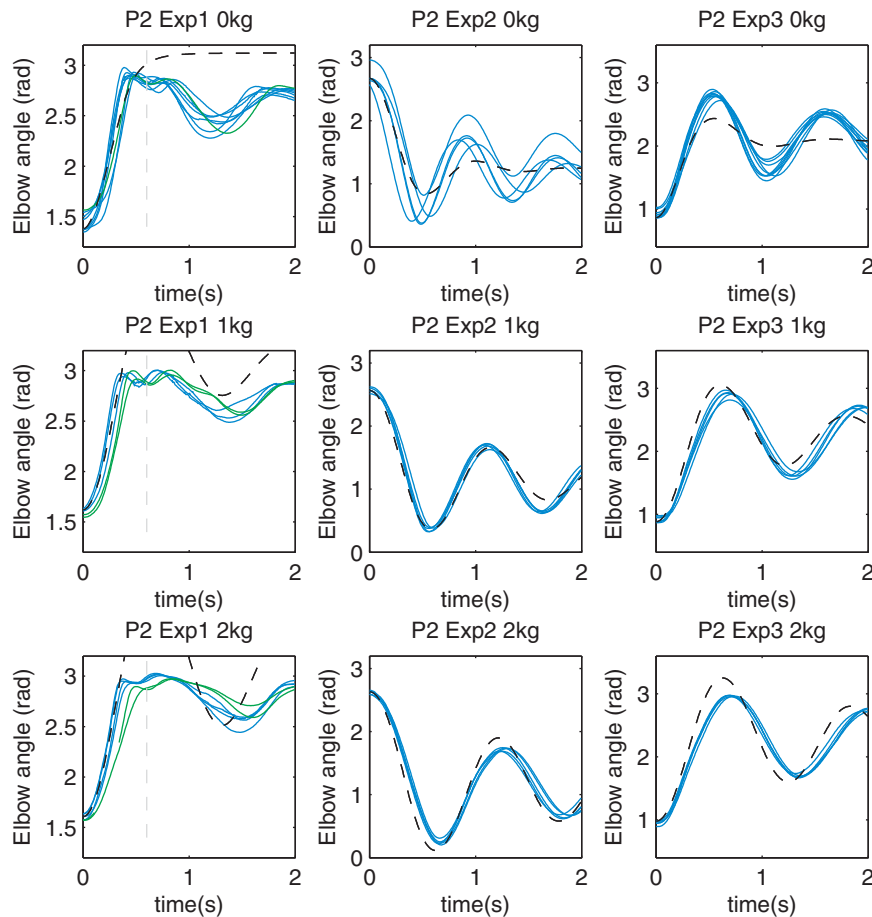 P2 Exp1 0kg
P2 Exp2 0kg
P2 Exp3 0kg
Elbow angle (rad)
3
2.5
2
1.5
0
1
2
time(s)
Elbow angle (rad)
3
2
1
0
0
1
2
time(s)
Elbow angle (rad)
3
2
1
0
1
2
time(s)
P2 Exp1 1kg
P2 Exp2 1kg
P2 Exp3 1kg
Elbow angle (rad)
3
2.5
2
1.5
0
1
2
time(s)
Elbow angle (rad)
3
2
1
0
0
1
2
time(s)
Elbow angle (rad)
3
2
1
0
1
2
time(s)
P2 Exp1 2kg
P2 Exp2 2kg
P2 Exp3 2kg
Elbow angle (rad)
3
2.5
2
1.5
0
1
2
time(s)
Elbow angle (rad)
3
2
1
0
0
1
2
time(s)
Elbow angle (rad)
3
2
1
0
1
2
time(s)